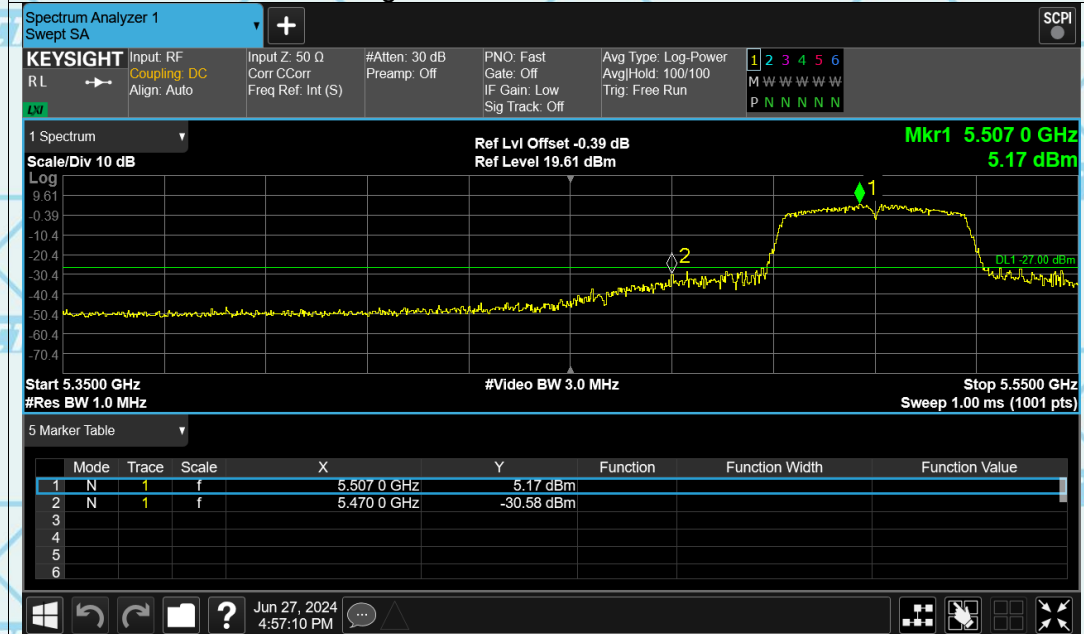 Spectrum Analyzer 1
Swept SA
+
SCPI
KEYSIGHT Input: RF Input Z: 50 Ω #Atten: 30 dB PNO: Fast Avg Type: Log-Power 1 2 3 4 5 6
RL Coupling: DC Corr CCorr Preamp: Off Gate: Off Avg|Hold: 100/100 M W W W W W W
Align: Auto Freq Ref: Int (S) IF Gain: Low Trig: Free Run
LXI Sig Track: Off P N N N N N N
1 Spectrum
Scale/Div 10 dB
Ref Lvl Offset -0.39 dB
Ref Level 19.61 dBm
Mkr1 5.507 0 GHz
5.17 dBm
Log
9.61
-0.39
-10.4
-20.4
-30.4
-40.4
-50.4
-60.4
-70.4
1
2
DL1 -27.00 dBm
Start 5.3500 GHz #Video BW 3.0 MHz Stop 5.5500 GHz
#Res BW 1.0 MHz Sweep 1.00 ms (1001 pts)
5 Marker Table
Mode Trace Scale X Y Function Function Width Function Value
1 N 1 f 5.507 0 GHz 5.17 dBm
2 N 1 f 5.470 0 GHz -30.58 dBm
3
4
5
6
?
Jun 27, 2024
4:57:10 PM